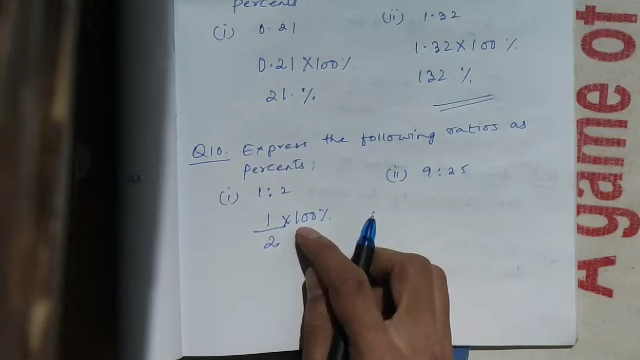 percents
(i) 0.21
(ii) 1.32
0.21 X 100%
1.32 X 100 %
21. %
132 %
Q10. Express the following ratios as
percents:
(i) 1:2
(ii) 9:25
1/2 X 100%
A game of